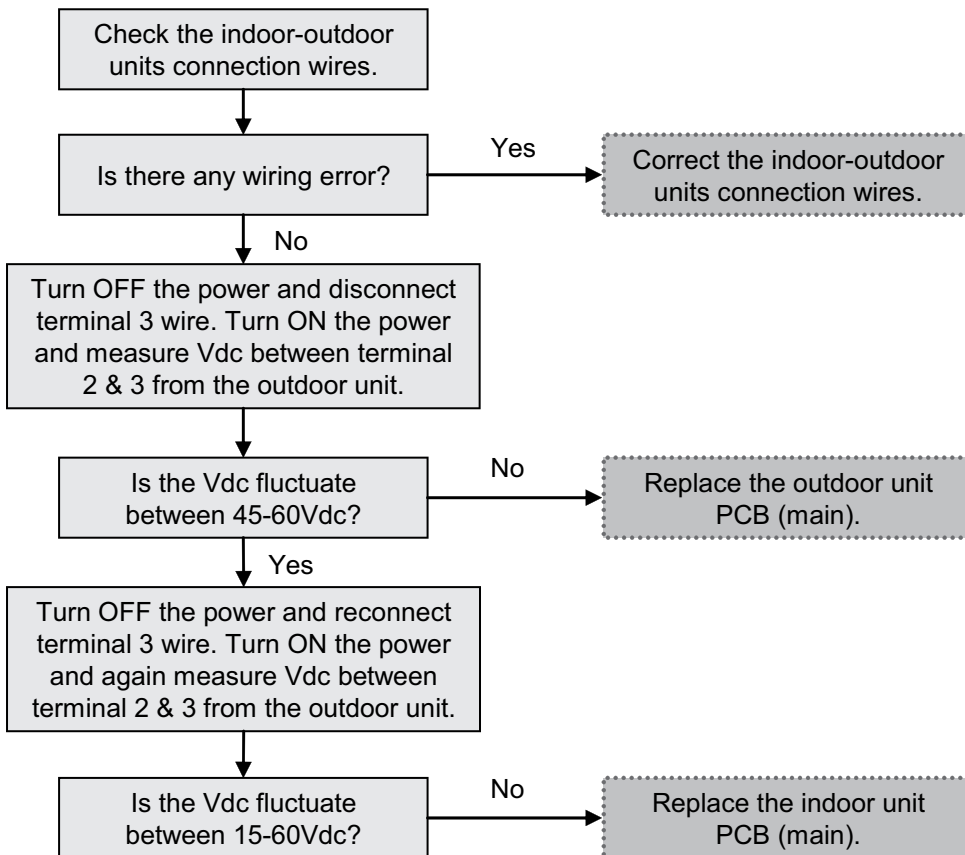 Check the indoor-outdoor
units connection wires.
Is there any wiring error?
Yes
Correct the indoor-outdoor
units connection wires.
No
Turn OFF the power and disconnect
terminal 3 wire. Turn ON the power
and measure Vdc between terminal
2 & 3 from the outdoor unit.
Is the Vdc fluctuate
between 45-60Vdc?
No
Replace the outdoor unit
PCB (main).
Yes
Turn OFF the power and reconnect
terminal 3 wire. Turn ON the power
and again measure Vdc between
terminal 2 & 3 from the outdoor unit.
Is the Vdc fluctuate
between 15-60Vdc?
No
Replace the indoor unit
PCB (main).